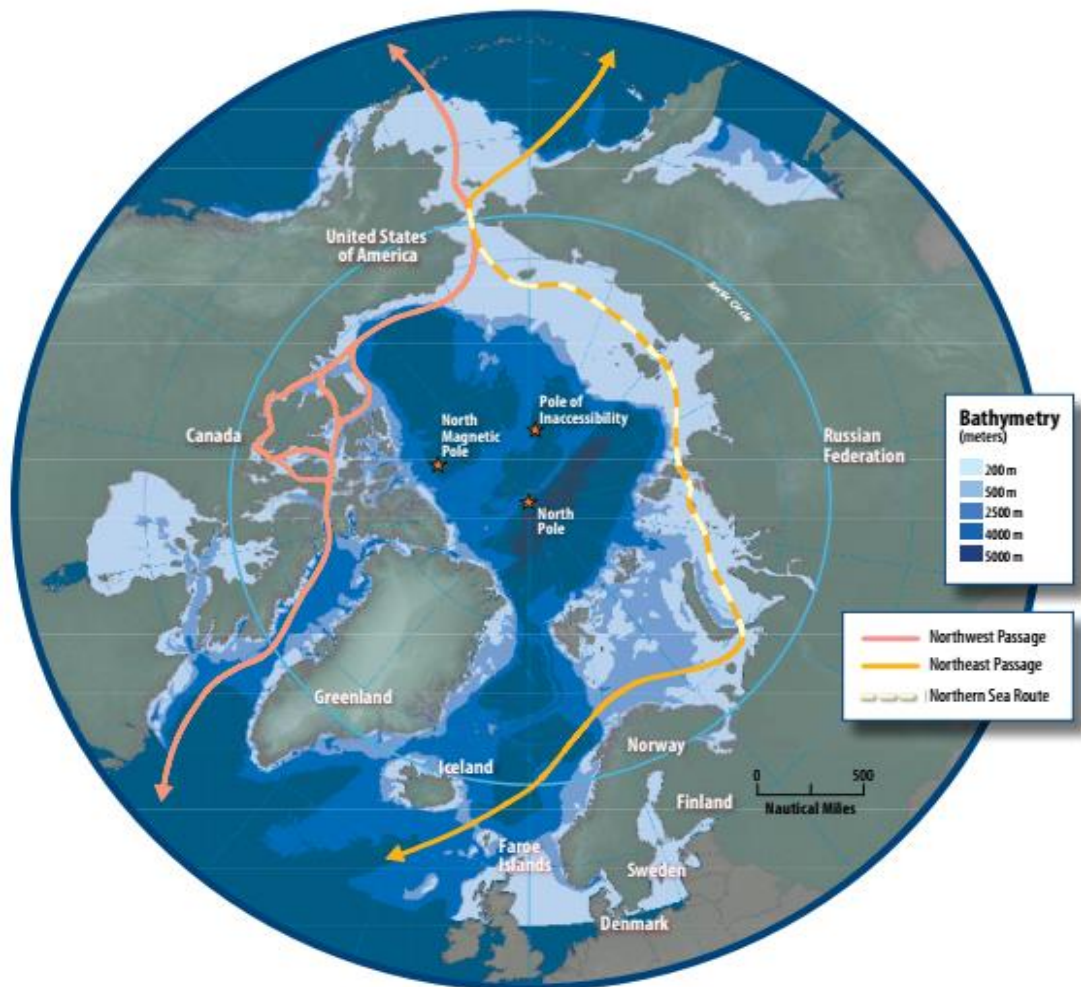 United States
of America
Arctic Circle
Pole of
Inaccessibility
North
Magnetic
Pole
Canada
Russian
Federation
North
Pole
Bathymetry
(meters)
200 m
500 m
2500 m
4000 m
5000 m
Northwest Passage
Northeast Passage
Northern Sea Route
Greenland
Norway
Iceland
0 500
Nautical Miles
Finland
Faroe
Islands
Sweden
Denmark